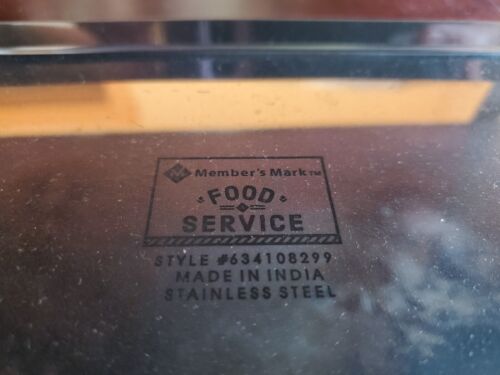 Member's Mark™
FOOD
SERVICE
STYLE #634108299
MADE IN INDIA
STAINLESS STEEL